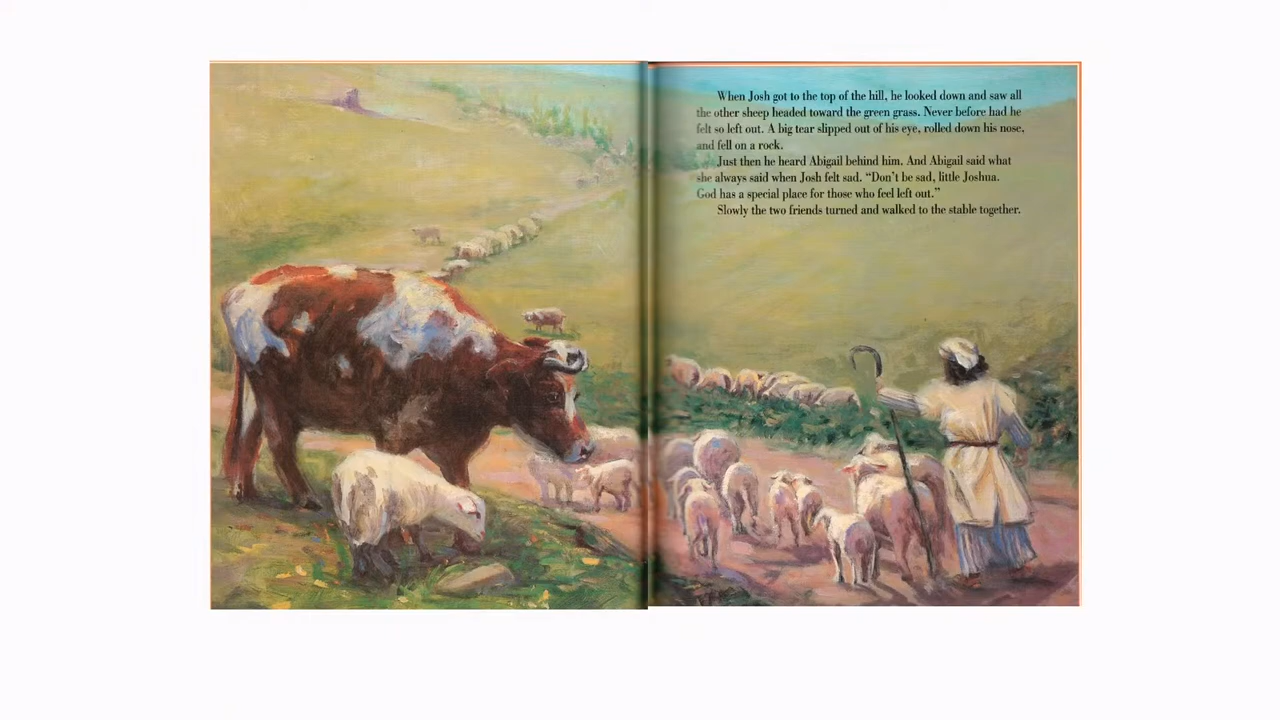 When Josh got to the top of the hill, he looked down and saw all
the other sheep headed toward the green grass. Never before had he
felt so left out. A big tear slipped out of his eye, rolled down his nose,
and fell on a rock.
Just then he heard Abigail behind him. And Abigail said what
she always said when Josh felt sad. “Don’t be sad, little Joshua.
God has a special place for those who feel left out.”
Slowly the two friends turned and walked to the stable together.